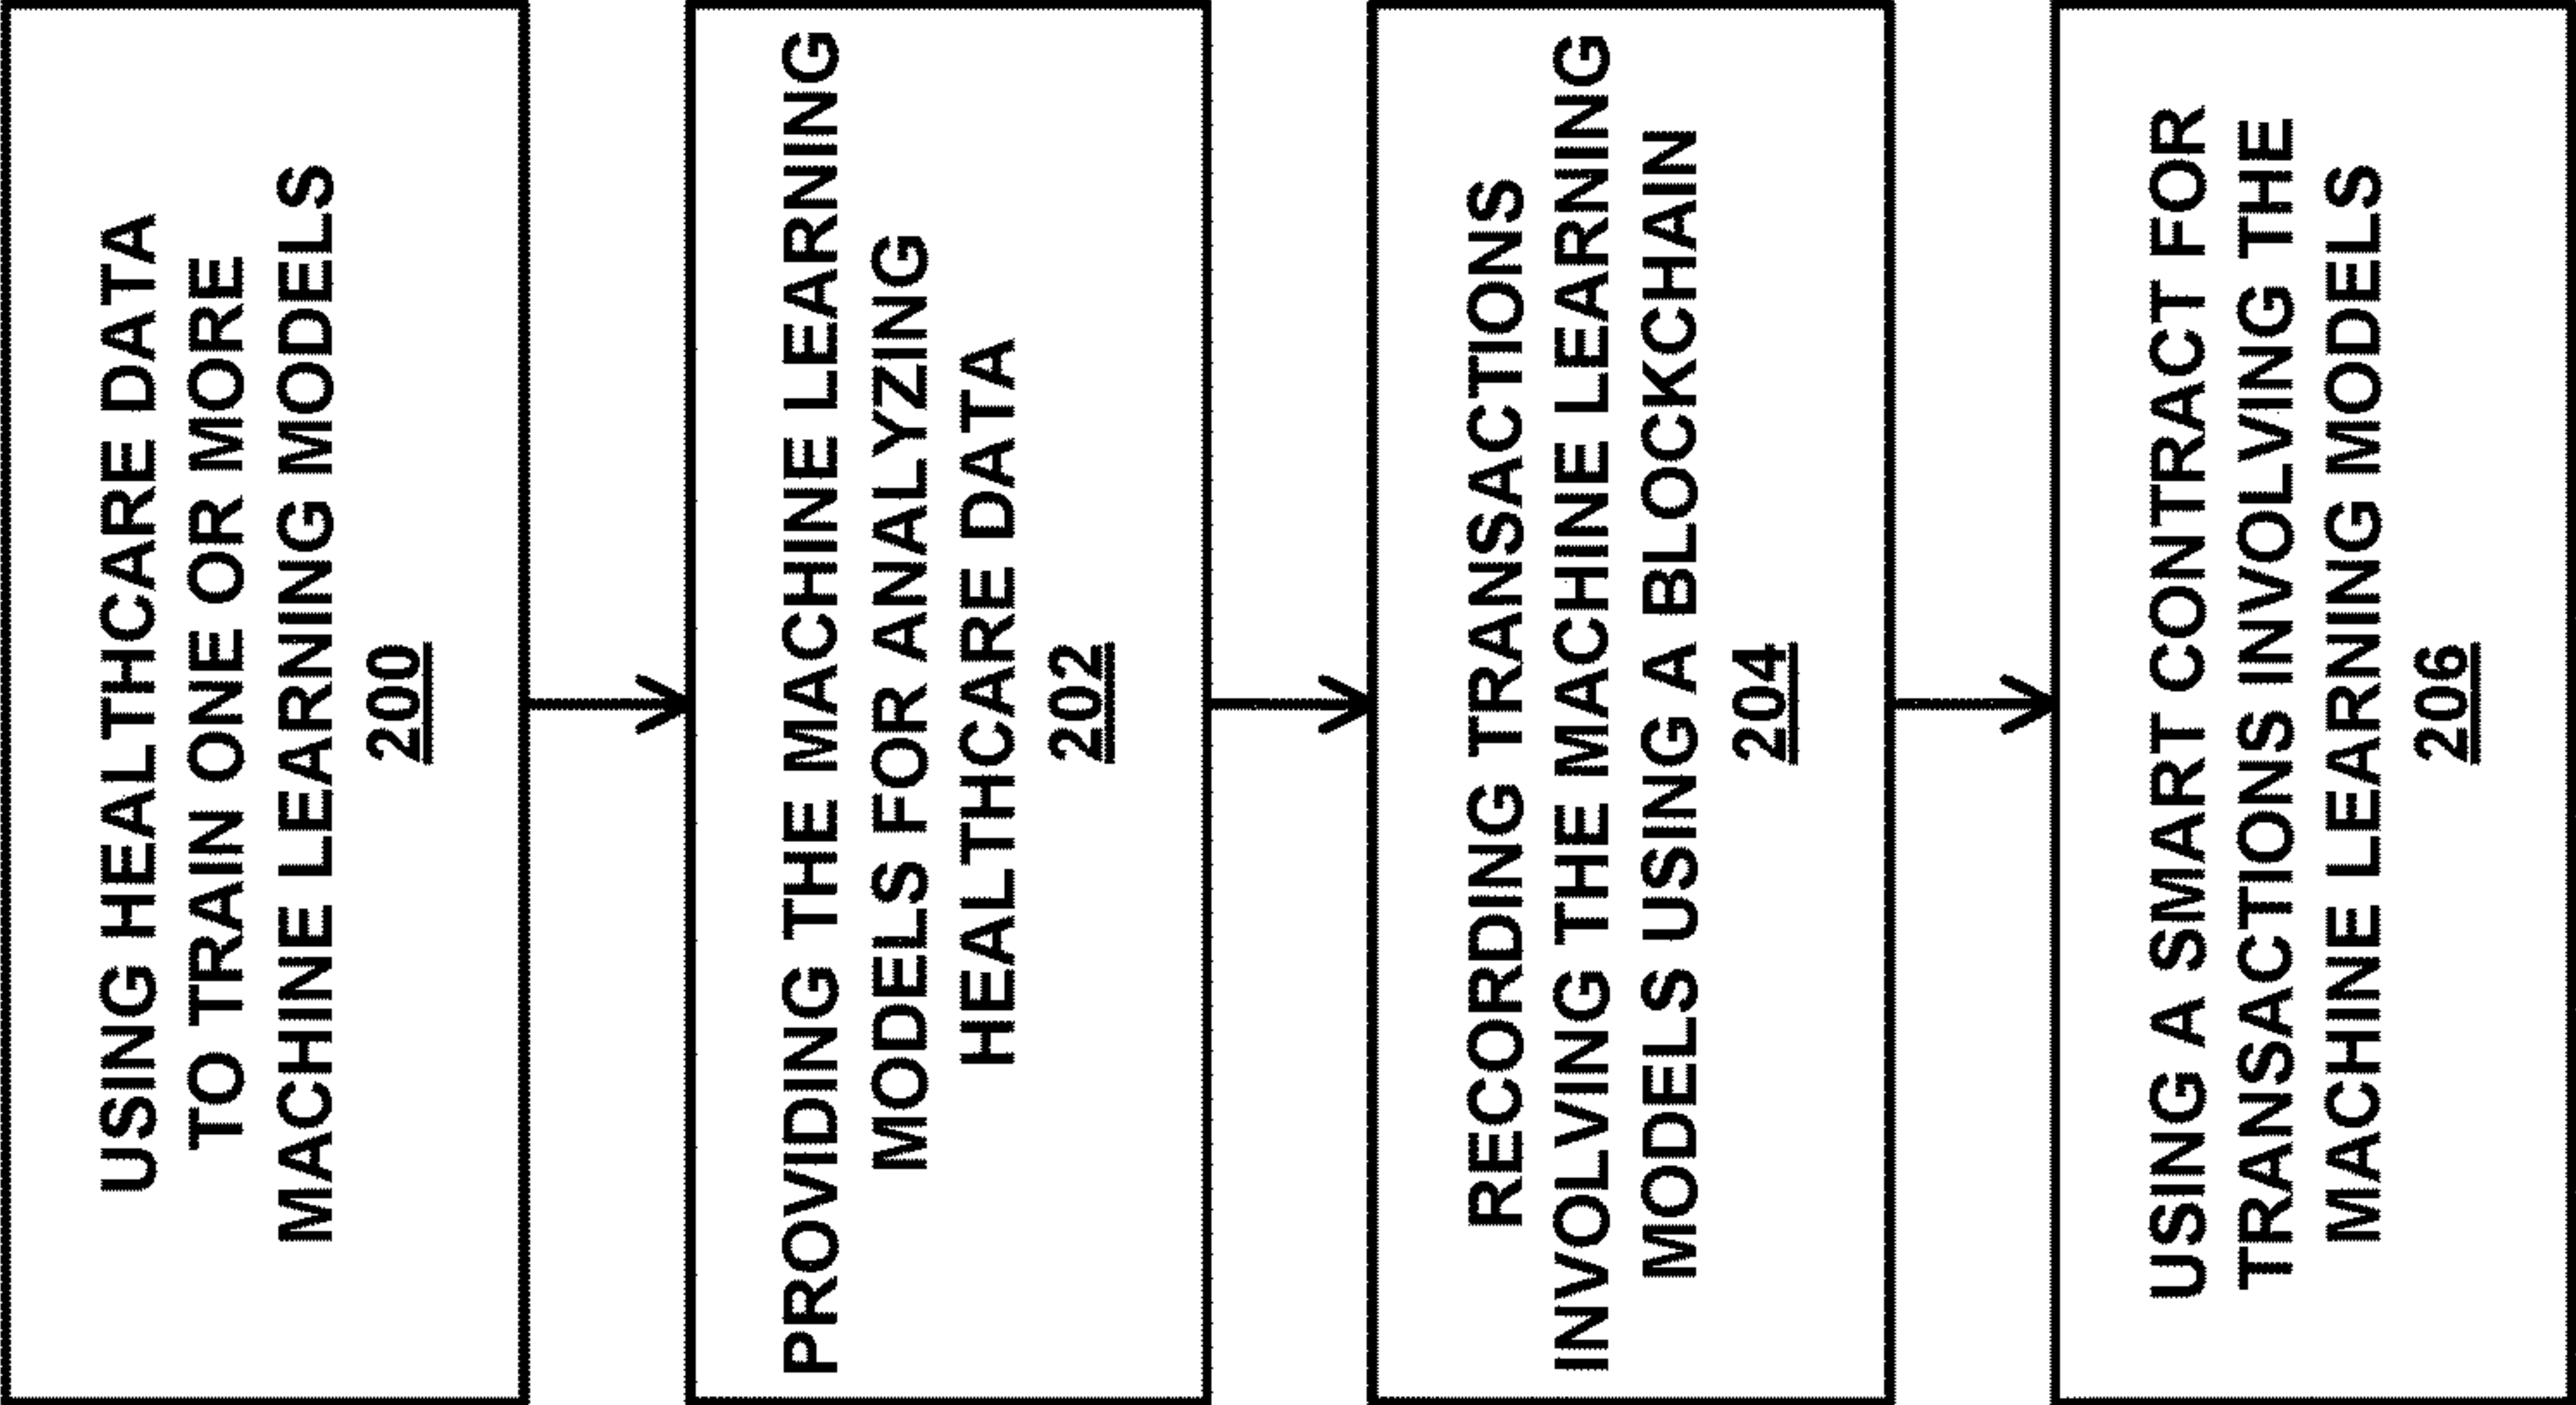 USING HEALTHCARE DATA
TO TRAIN ONE OR MORE
MACHINE LEARNING MODELS
200
PROVIDING THE MACHINE LEARNING
MODELS FOR ANALYZING
HEALTHCARE DATA
202
RECORDING TRANSACTIONS
INVOLVING THE MACHINE LEARNING
MODELS USING A BLOCKCHAIN
204
USING A SMART CONTRACT FOR
TRANSACTIONS INVOLVING THE
MACHINE LEARNING MODELS
206